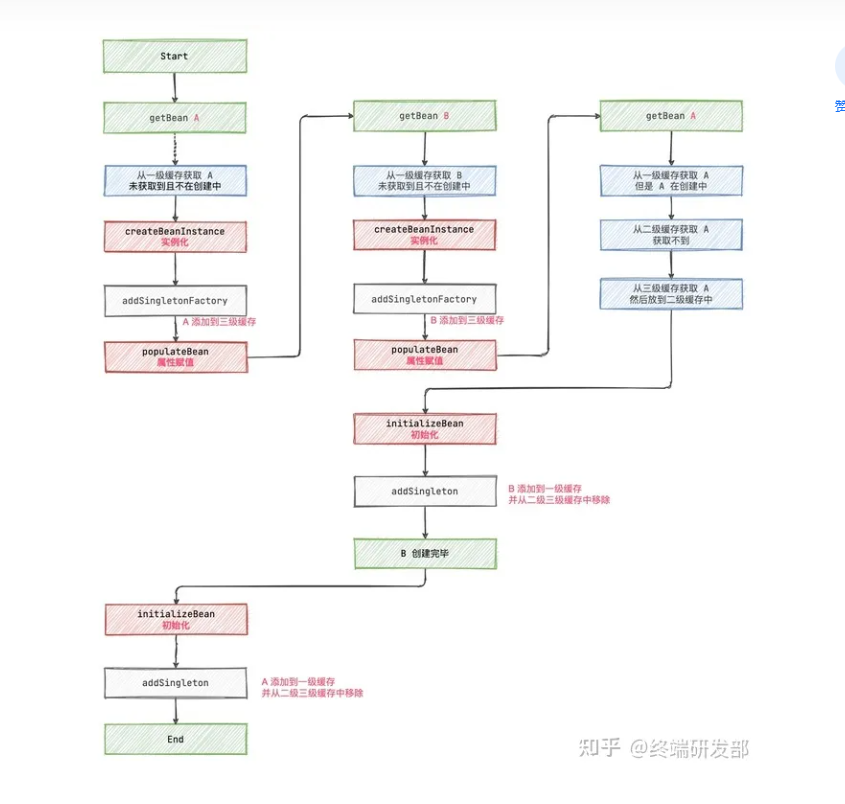 Start
getBean A
从一级缓存获取 A
未获取到且不在创建中
createBeanInstance
实例化
addSingletonFactory
A 添加到三级缓存
populateBean
属性赋值
getBean B
从一级缓存获取 B
未获取到且不在创建中
createBeanInstance
实例化
addSingletonFactory
B 添加到三级缓存
populateBean
属性赋值
getBean A
从一级缓存获取 A
但是 A 在创建中
从二级缓存获取 A
获取不到
从三级缓存获取 A
然后放到二级缓存中
initializeBean
初始化
addSingleton
B 添加到一级缓存
并从二级三级缓存中移除
B 创建完毕
initializeBean
初始化
addSingleton
A 添加到一级缓存
并从二级三级缓存中移除
End
知乎 @终端研发部